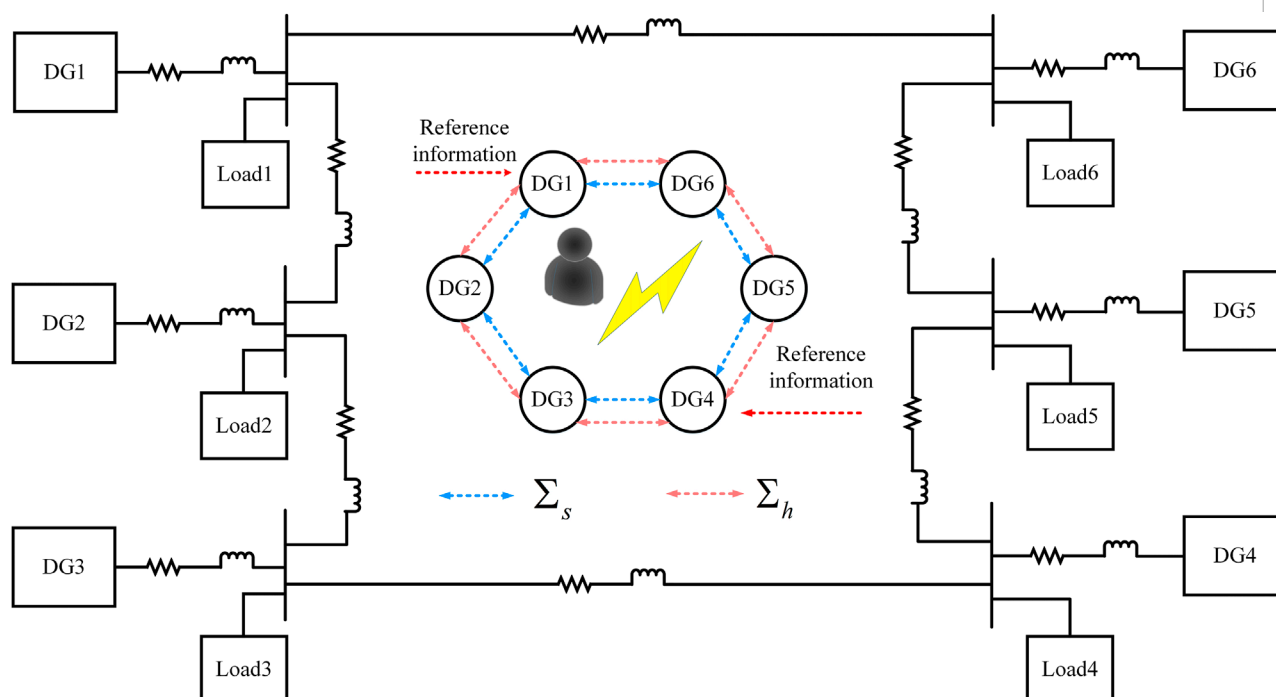 DG1
DG6
Reference
information
Load1
DG1
DG6
Load6
DG2
DG5
DG2
DG5
Reference
information
Load2
DG3
DG4
Load5
Σs
Σh
DG3
DG4
Load3
Load4